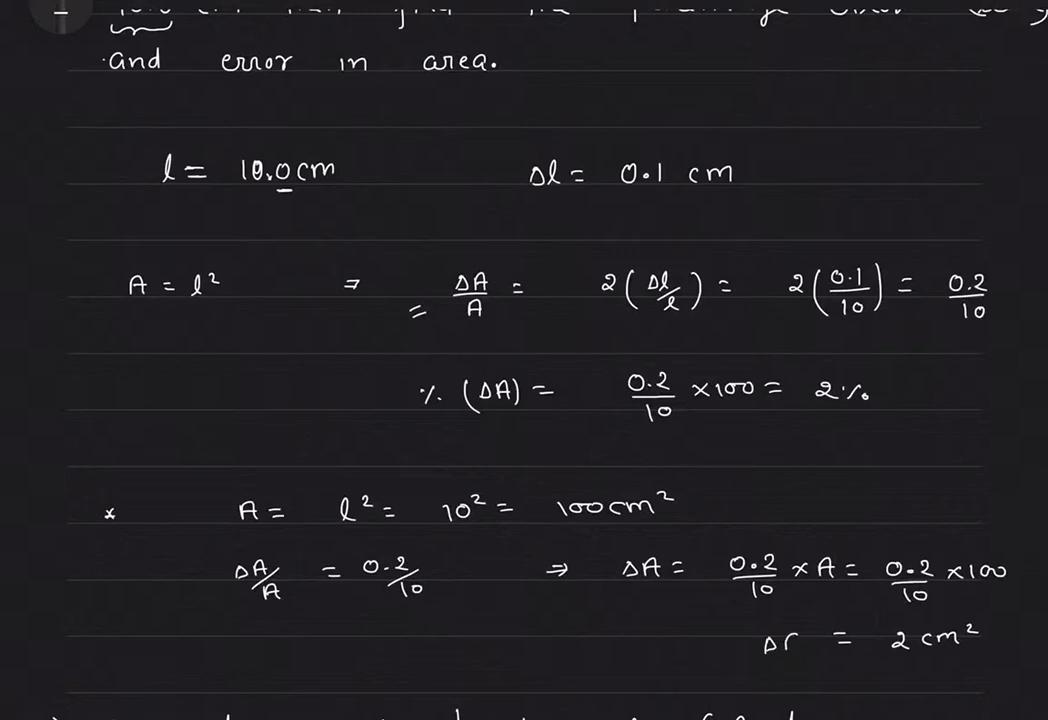 and error in area.
l = 10.0 cm Δl = 0.1 cm
A = l² ⇒ = ΔA/A = 2(Δl/l) = 2(0.1/10) = 0.2/10
% (ΔA) = 0.2/10 × 100 = 2%
* A = l² = 10² = 100 cm²
ΔA/A = 0.2/10 ⇒ ΔA = 0.2/10 × A = 0.2/10 × 100
Δr = 2 cm²